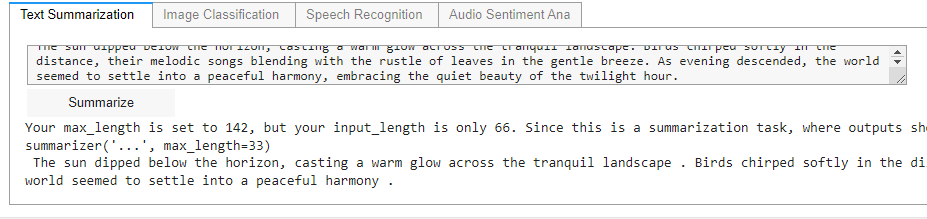 Text Summarization Image Classification Speech Recognition Audio Sentiment Ana
The sun dipped below the horizon, casting a warm glow across the tranquil landscape. Birds chirped softly in the
distance, their melodic songs blending with the rustle of leaves in the gentle breeze. As evening descended, the world
seemed to settle into a peaceful harmony, embracing the quiet beauty of the twilight hour.
Summarize
Your max_length is set to 142, but your input_length is only 66. Since this is a summarization task, where outputs sh
summarizer('...', max_length=33)
The sun dipped below the horizon, casting a warm glow across the tranquil landscape . Birds chirped softly in the di
world seemed to settle into a peaceful harmony .